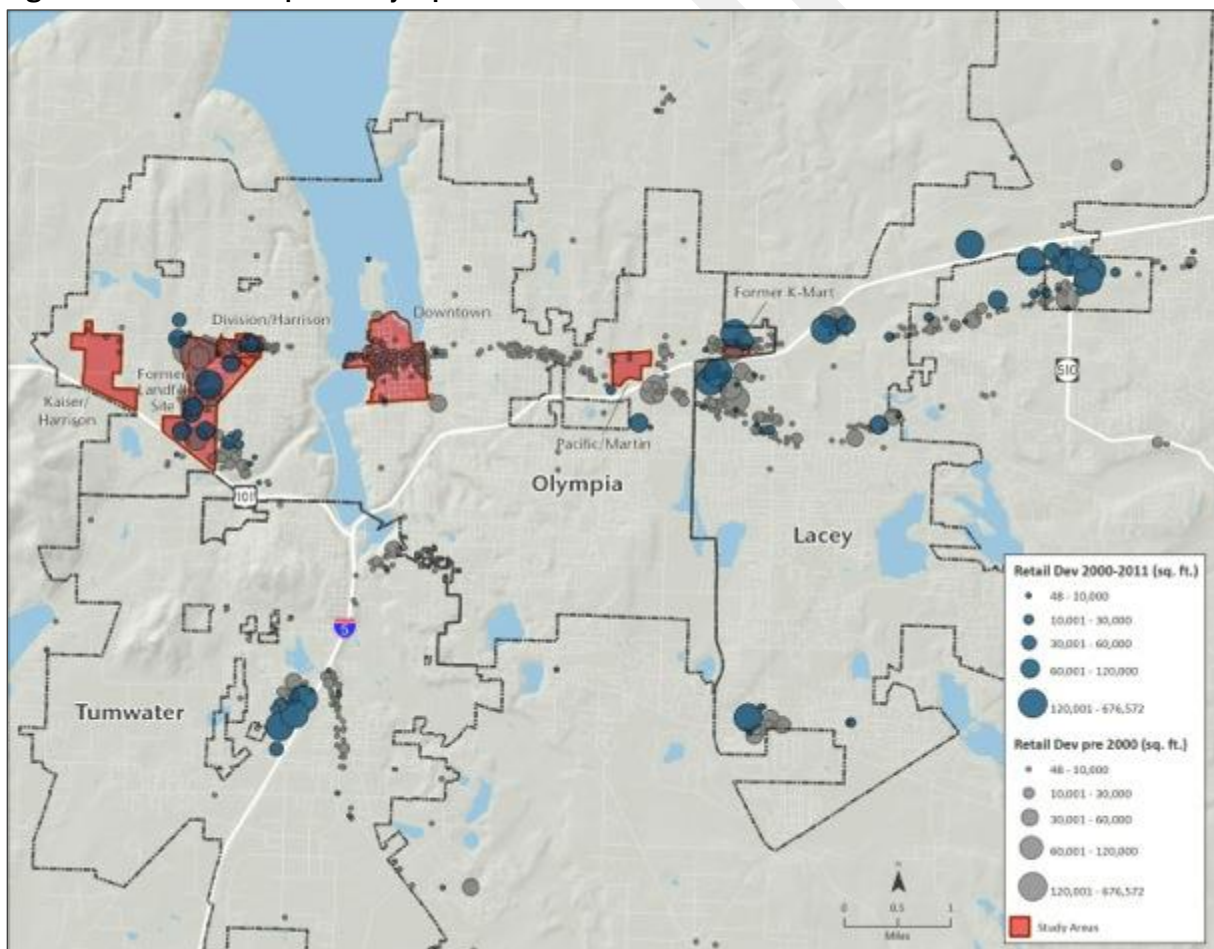 Former K-Mart
Division/Harrison
Downtown
Former
Landfill
Site
Kaiser/
Harrison
510
Pacific/Martin
Olympia
101
Lacey
5
Tumwater
Retail Dev 2000-2011 (sq. ft.)
48 - 10,000
10,001 - 30,000
30,001 - 60,000
60,001 - 120,000
120,001 - 676,572
Retail Dev pre 2000 (sq. ft.)
48 - 10,000
10,001 - 30,000
30,001 - 60,000
60,001 - 120,000
120,001 - 676,572
Study Areas
0 0.5 1
Miles